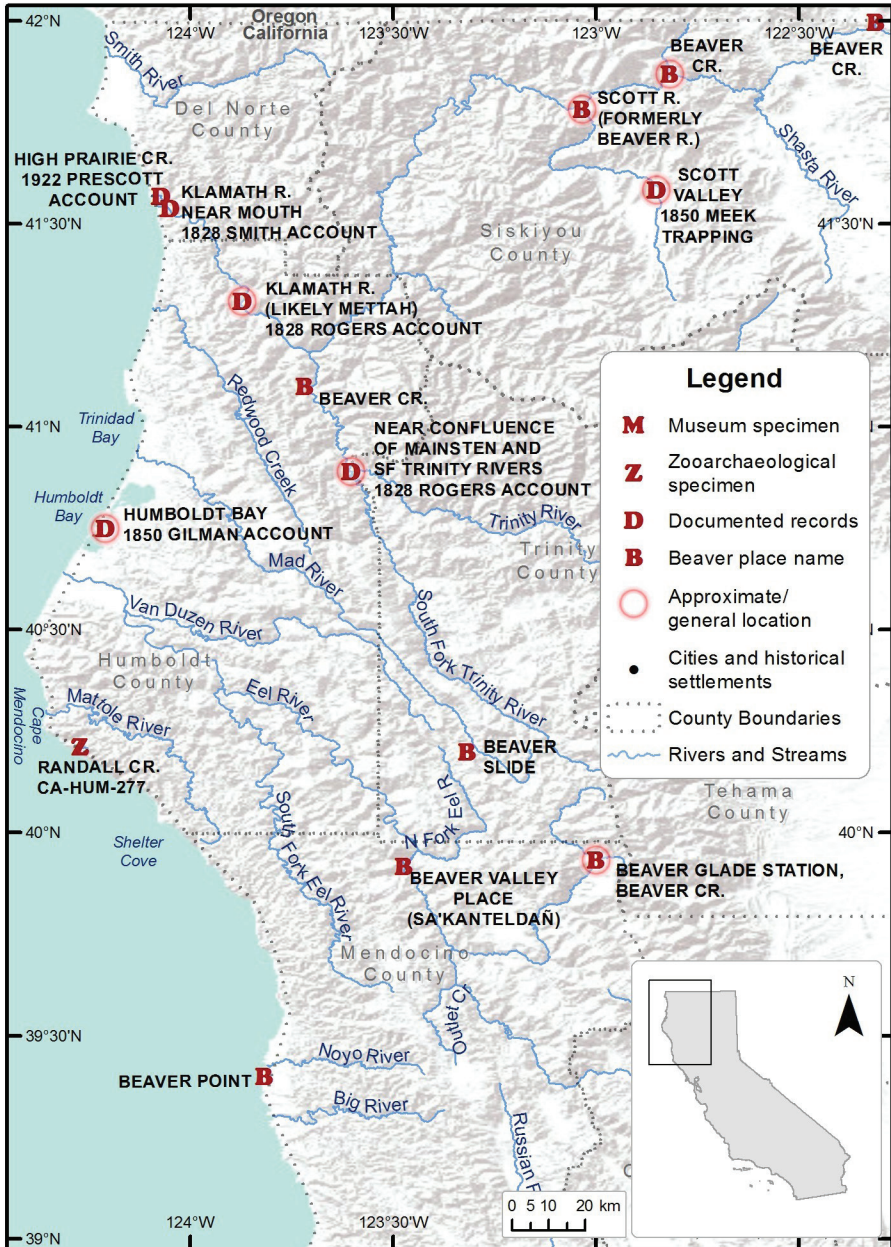 42°N
124°W
123°30'W
123°W
122°30'W
Oregon
California
Smith River
Del Norte
County
BEAVER
CR.
BEAVER
CR.
B
B
B
SCOTT R.
(FORMERLY
BEAVER R.)
Shasta River
HIGH PRAIRIE CR.
1922 PRESCOTT
ACCOUNT
D
D
KLAMATH R.
NEAR MOUTH
1828 SMITH ACCOUNT
D
SCOTT
VALLEY
1850 MEEK
TRAPPING
41°30'N
41°30'N
Siskiyou
County
D
KLAMATH R.
(LIKELY METTAH)
1828 ROGERS ACCOUNT
B
BEAVER CR.
Redwood Creek
41°N
Trinidad
Bay
D
NEAR CONFLUENCE
OF MAINSTEN AND
SF TRINITY RIVERS
1828 ROGERS ACCOUNT
Humboldt
Bay
D
HUMBOLDT BAY
1850 GILMAN ACCOUNT
Trinity River
Trinity
County
Mad River
Van Duzen River
40°30'N
South Fork Trinity River
Humboldt
County
Eel River
Mattole River
Cape
Mendocino
Z
RANDALL CR.
CA-HUM-277
B
BEAVER
SLIDE
Legend
M Museum specimen
Z Zooarchaeological
specimen
D Documented records
B Beaver place name
Approximate/
general location
Cities and historical
settlements
County Boundaries
Rivers and Streams
Tehama
County
Shelter
Cove
40°N
40°N
South Fork Eel River
N Fork Eel R
B
BEAVER VALLEY
PLACE
(SA'KANTELDAÑ)
B
BEAVER GLADE STATION,
BEAVER CR.
Mendocino
County
Outlet Cr
39°30'N
Noyo River
BEAVER POINT
B
Big River
Russian R
N
0 5 10 20 km
39°N
124°W
123°30'W